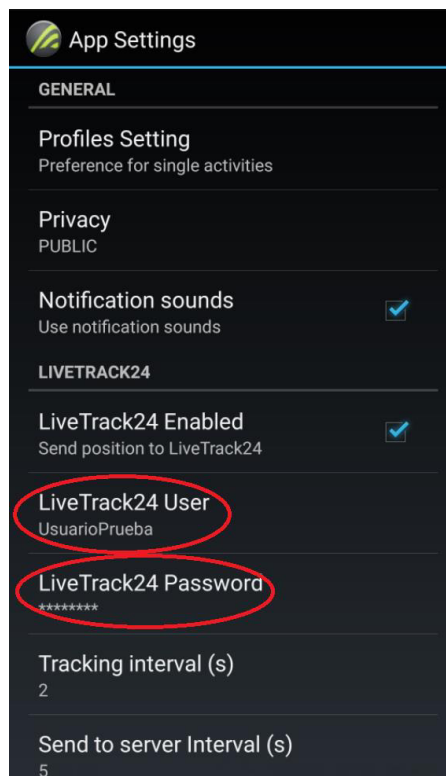 App Settings
GENERAL
Profiles Setting
Preference for single activities
Privacy
PUBLIC
Notification sounds
Use notification sounds
LIVETRACK24
LiveTrack24 Enabled
Send position to LiveTrack24
LiveTrack24 User
UsuarioPrueba
LiveTrack24 Password
********
Tracking interval (s)
2
Send to server Interval (s)
5